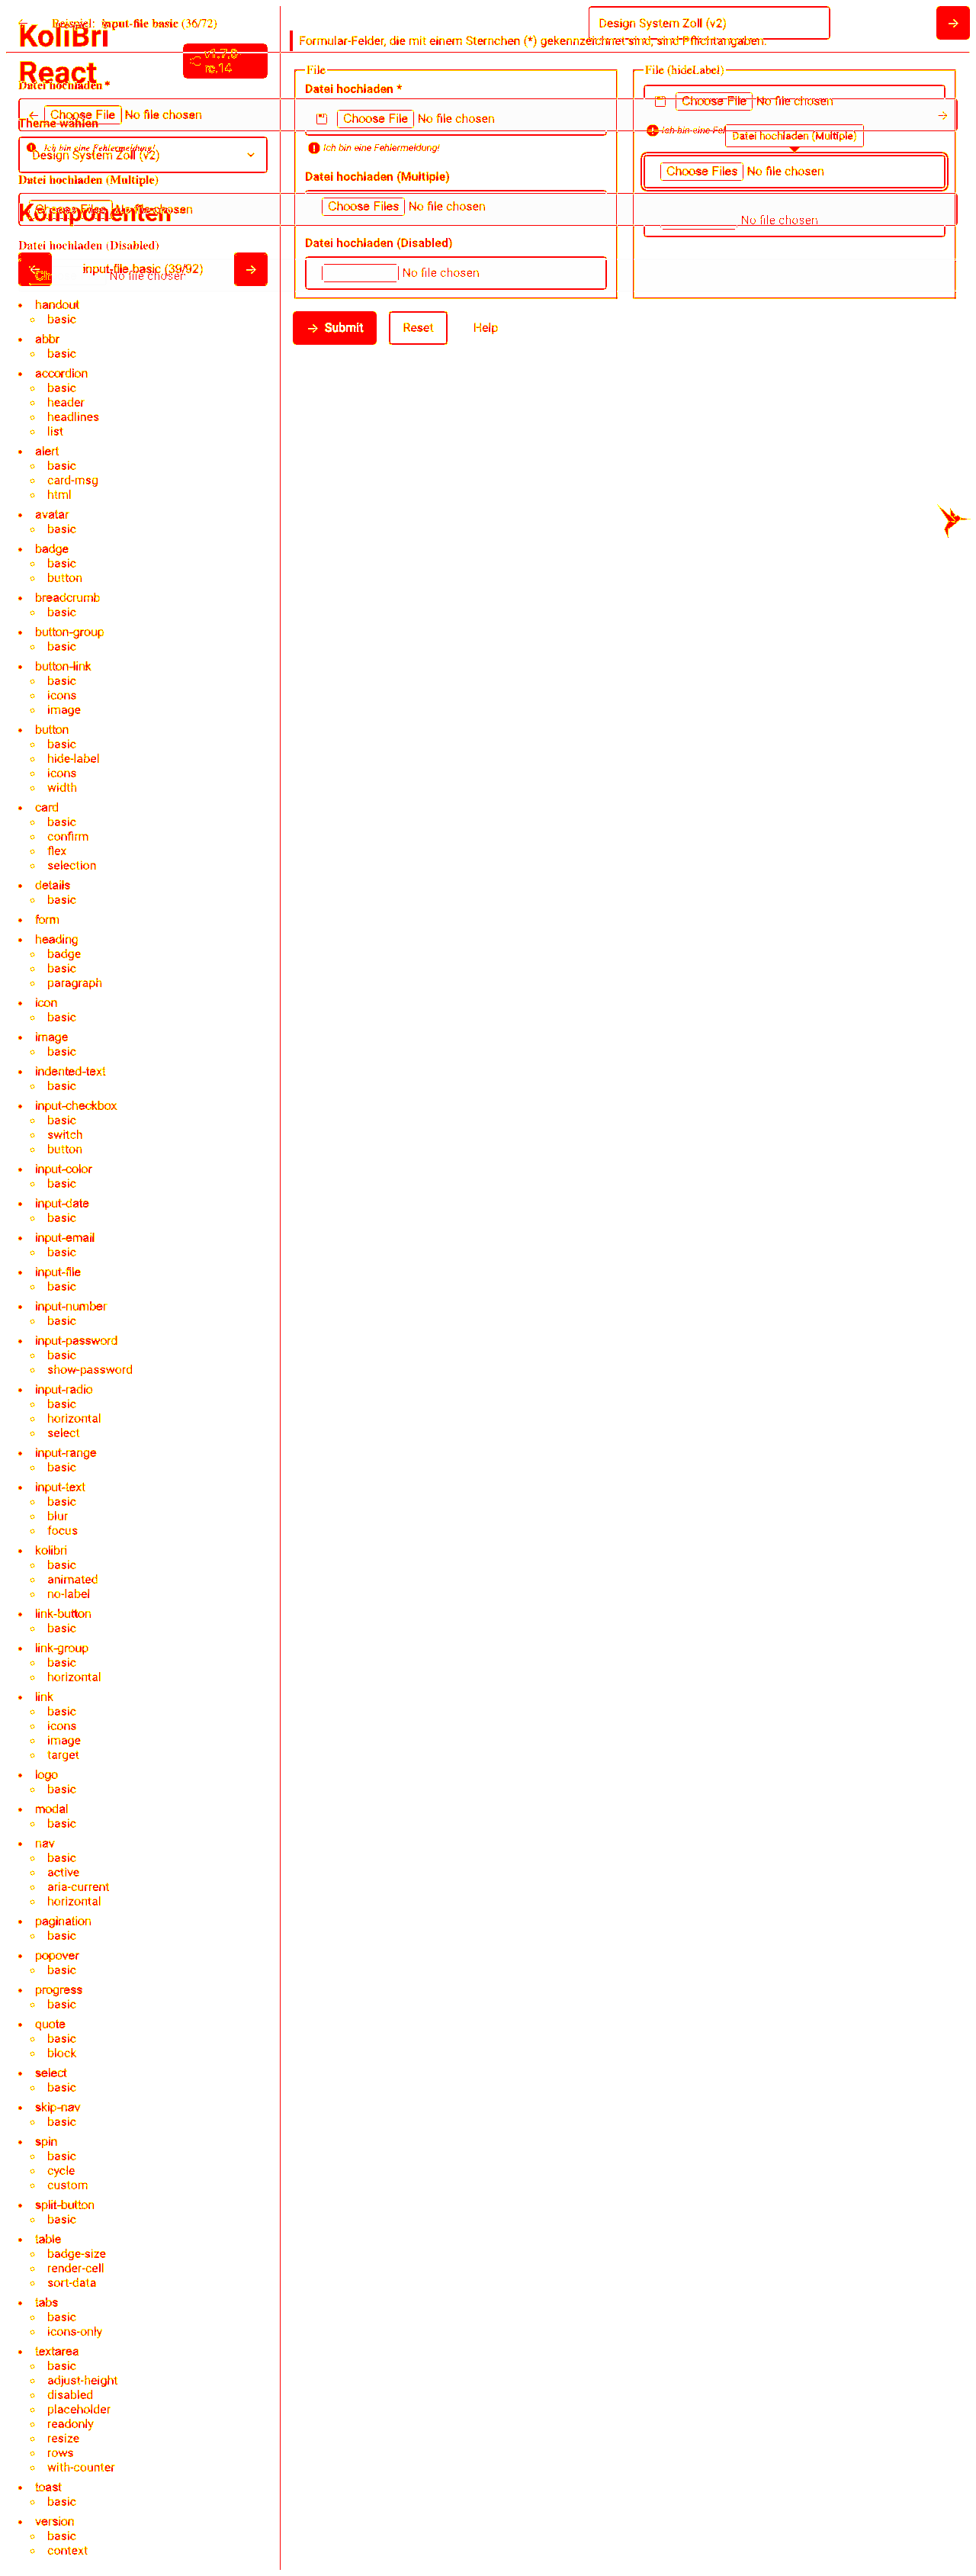 Beispiel: input-file basic (36/72)
Design System Zoll (v2)
KoliBri
React
v1.7.0
rc.14
Formular-Felder, die mit einem Sternchen (*) gekennzeichnet sind, sind Pflichtangaben.
Datei hochladen *
Choose File No file chosen
Theme wählen
Ich bin eine Fehlermeldung!
Design System Zoll (v2)
Datei hochladen (Multiple)
Choose Files No file chosen
Komponenten
Datei hochladen (Disabled)
input-file basic (39/92)
No file chosen
File
Datei hochladen *
Choose File No file chosen
Ich bin eine Fehlermeldung!
Datei hochladen (Multiple)
Choose Files No file chosen
Datei hochladen (Disabled)
No file chosen
File (hideLabel)
Choose File No file chosen
Ich bin eine
Datei hochladen (Multiple)
Choose Files No file chosen
No file chosen
Submit
Reset
Help
handout
basic
abbr
basic
accordion
basic
header
headlines
list
alert
basic
card-msg
html
avatar
basic
badge
basic
button
breadcrumb
basic
button-group
basic
button-link
basic
icons
image
button
basic
hide-label
icons
width
card
basic
confirm
flex
selection
details
basic
form
heading
badge
basic
paragraph
icon
basic
image
basic
indented-text
basic
input-checkbox
basic
switch
button
input-color
basic
input-date
basic
input-email
basic
input-file
basic
input-number
basic
input-password
basic
show-password
input-radio
basic
horizontal
select
input-range
basic
input-text
basic
blur
focus
kolibri
basic
animated
no-label
link-button
basic
link-group
basic
horizontal
link
basic
icons
image
target
logo
basic
modal
basic
nav
basic
active
aria-current
horizontal
pagination
basic
popover
basic
progress
basic
quote
basic
block
select
basic
skip-nav
basic
spin
basic
cycle
custom
split-button
basic
table
badge-size
render-cell
sort-data
tabs
basic
icons-only
textarea
basic
adjust-height
disabled
placeholder
readonly
resize
rows
with-counter
toast
basic
version
basic
context